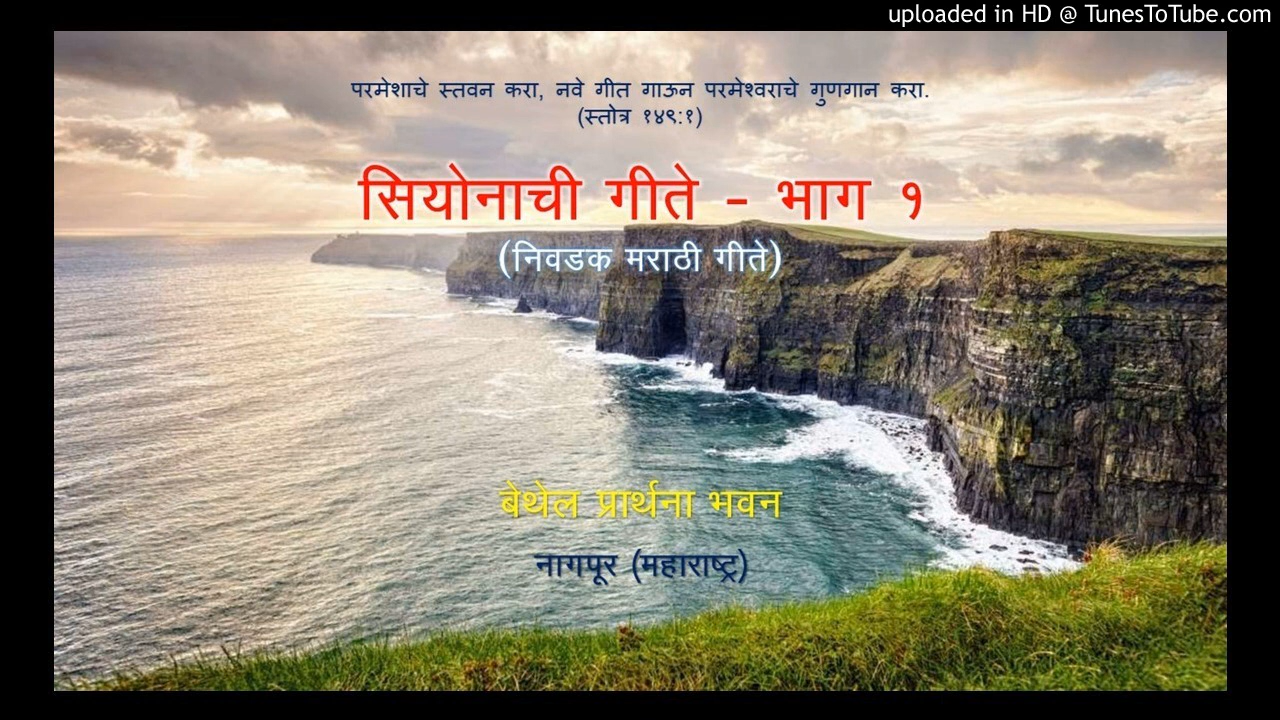 uploaded in HD @ TunesToTube.com
परमेशाचे स्तवन करा, नवे गीत गाऊन परमेश्वराचे गुणगान करा.
(स्तोत्र १४९:१)
सियोनाची गीते - भाग १
(निवडक मराठी गीते)
बेथेल प्रार्थना भवन
नागपूर (महाराष्ट्र)